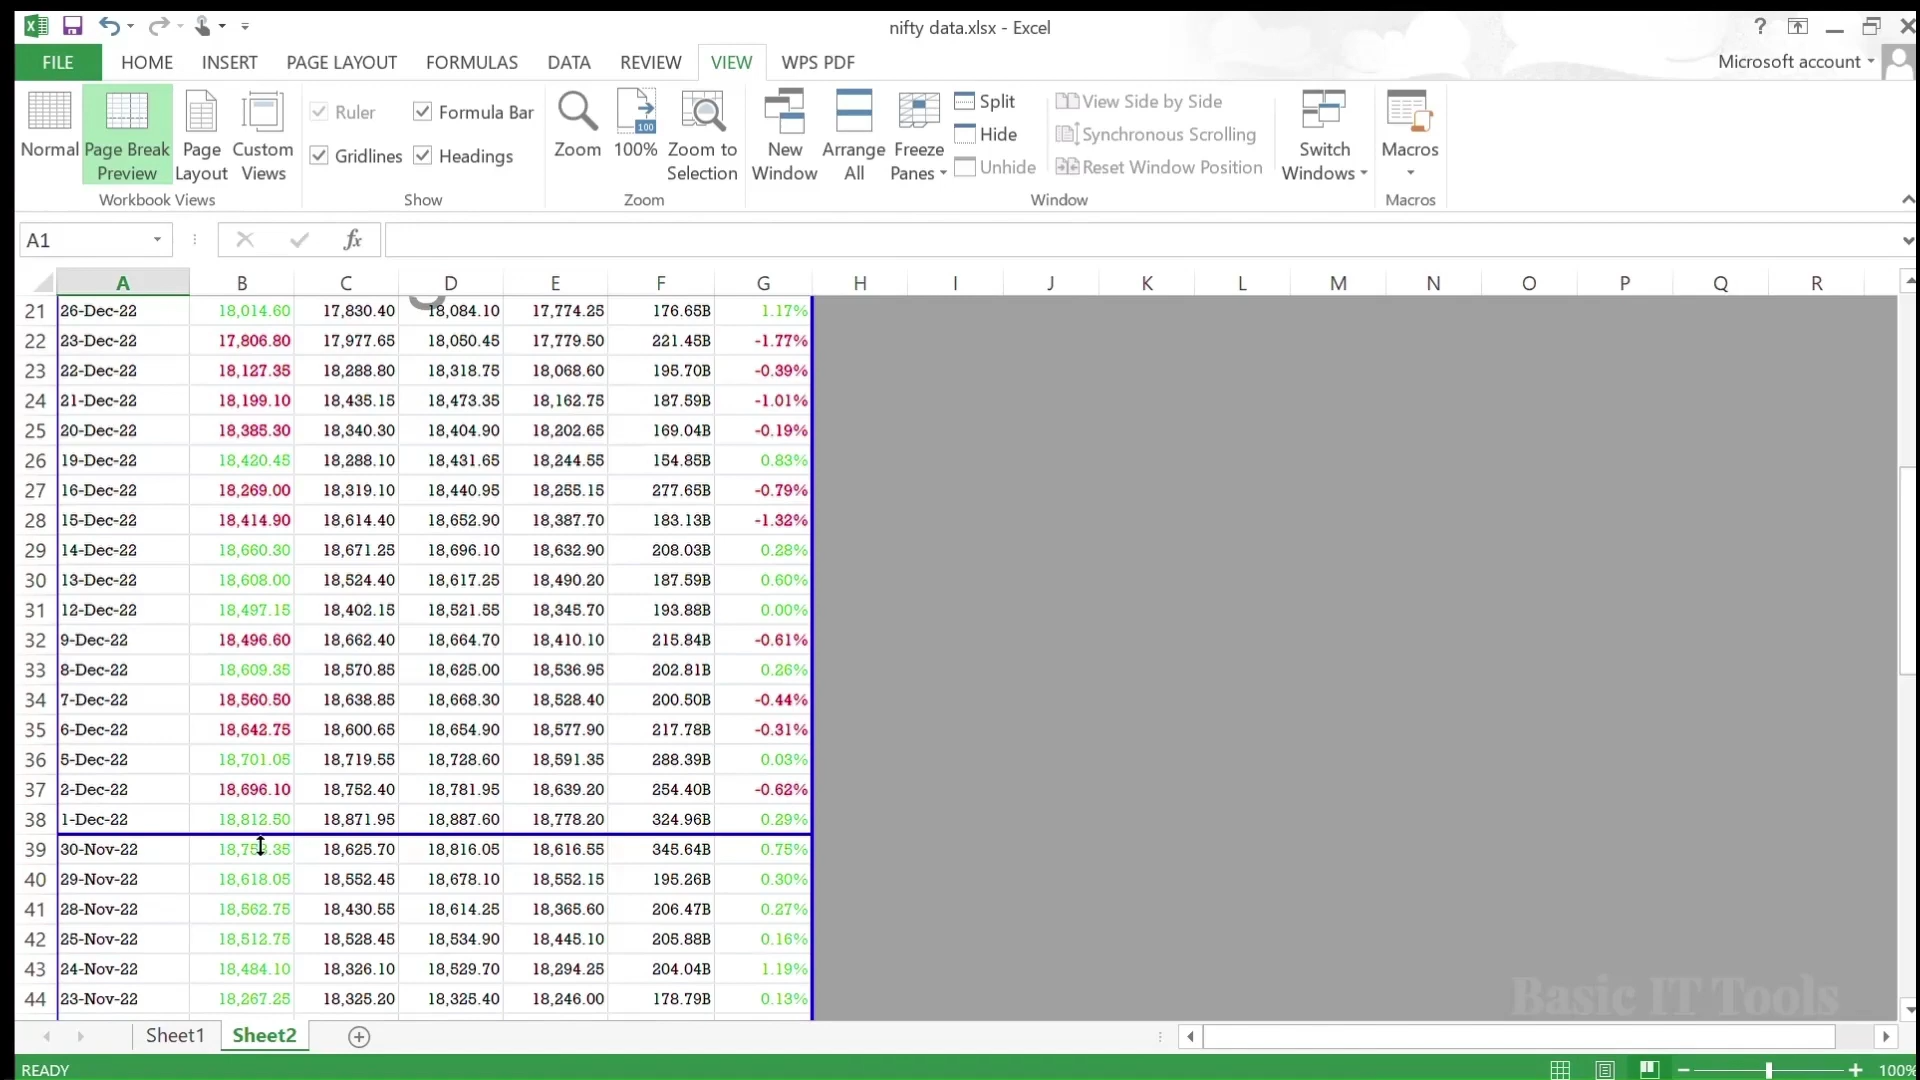 nifty data.xlsx - Excel
FILE HOME INSERT PAGE LAYOUT FORMULAS DATA REVIEW VIEW WPS PDF Microsoft account
Normal Page Break Preview Page Layout Custom Views
Ruler Formula Bar
Gridlines Headings
Zoom 100% Zoom to Selection
New Window Arrange All Freeze Panes
Split
Hide
Unhide
View Side by Side
Synchronous Scrolling
Reset Window Position
Switch Windows Macros
Workbook Views Show Zoom Window Macros
A1 fx
A B C D E F G H I J K L M N O P Q R
21 26-Dec-22 18,014.60 17,830.40 18,084.10 17,774.25 176.65B 1.17%
22 23-Dec-22 17,806.80 17,977.65 18,050.45 17,779.50 221.45B -1.77%
23 22-Dec-22 18,127.35 18,288.80 18,318.75 18,068.60 195.70B -0.39%
24 21-Dec-22 18,199.10 18,435.15 18,473.35 18,162.75 187.59B -1.01%
25 20-Dec-22 18,385.30 18,340.30 18,404.90 18,202.65 169.04B -0.19%
26 19-Dec-22 18,420.45 18,288.10 18,431.65 18,244.55 154.85B 0.83%
27 16-Dec-22 18,269.00 18,319.10 18,440.95 18,255.15 277.65B -0.79%
28 15-Dec-22 18,414.90 18,614.40 18,652.90 18,387.70 183.13B -1.32%
29 14-Dec-22 18,660.30 18,671.25 18,696.10 18,632.90 208.03B 0.28%
30 13-Dec-22 18,608.00 18,524.40 18,617.25 18,490.20 187.59B 0.60%
31 12-Dec-22 18,497.15 18,402.15 18,521.55 18,345.70 193.88B 0.00%
32 9-Dec-22 18,496.60 18,662.40 18,664.70 18,410.10 215.84B -0.61%
33 8-Dec-22 18,609.35 18,570.85 18,625.00 18,536.95 202.81B 0.26%
34 7-Dec-22 18,560.50 18,638.85 18,668.30 18,528.40 200.50B -0.44%
35 6-Dec-22 18,642.75 18,600.65 18,654.90 18,577.90 217.78B -0.31%
36 5-Dec-22 18,701.05 18,719.55 18,728.60 18,591.35 288.39B 0.03%
37 2-Dec-22 18,696.10 18,752.40 18,781.95 18,639.20 254.40B -0.62%
38 1-Dec-22 18,812.50 18,871.95 18,887.60 18,778.20 324.96B 0.29%
39 30-Nov-22 18,625.70 18,816.05 18,616.55 345.64B 0.75%
40 29-Nov-22 18,618.05 18,552.45 18,678.10 18,552.15 195.26B 0.30%
41 28-Nov-22 18,562.75 18,430.55 18,614.25 18,365.60 206.47B 0.27%
42 25-Nov-22 18,512.75 18,528.45 18,534.90 18,445.10 205.88B 0.16%
43 24-Nov-22 18,484.10 18,326.10 18,529.70 18,294.25 204.04B 1.19%
44 23-Nov-22 18,267.25 18,325.20 18,325.40 18,246.00 178.79B 0.13%
Basic IT Tools
Sheet1 Sheet2
READY 100%